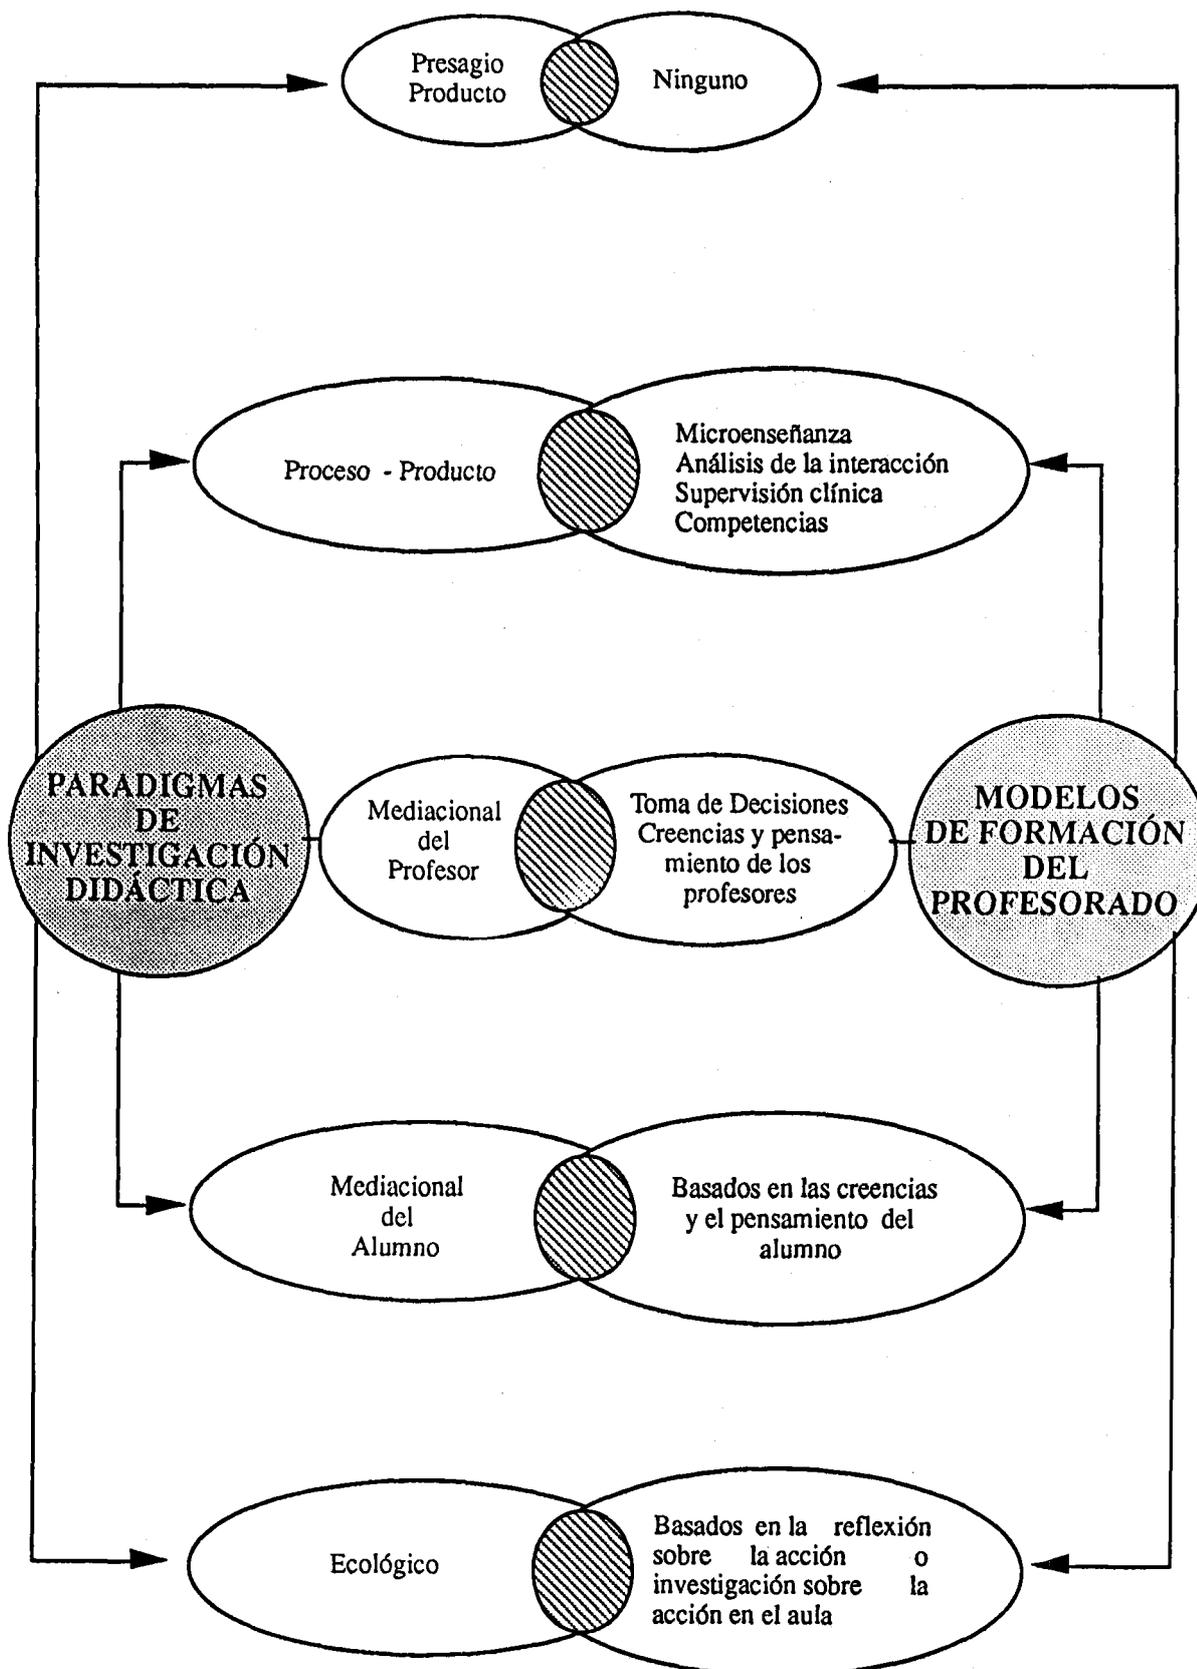 Presagio
Producto
Ninguno
Proceso - Producto
Microenseñanza
Análisis de la interacción
Supervisión clínica
Competencias
PARADIGMAS
DE
INVESTIGACIÓN
DIDÁCTICA
Mediacional
del
Profesor
Toma de Decisiones
Creencias y pensa-
miento de los
profesores
MODELOS
DE FORMACIÓN
DEL
PROFESORADO
Mediacional
del
Alumno
Basados en las creencias
y el pensamiento del
alumno
Ecológico
Basados en la reflexión
sobre la acción o
investigación sobre la
acción en el aula